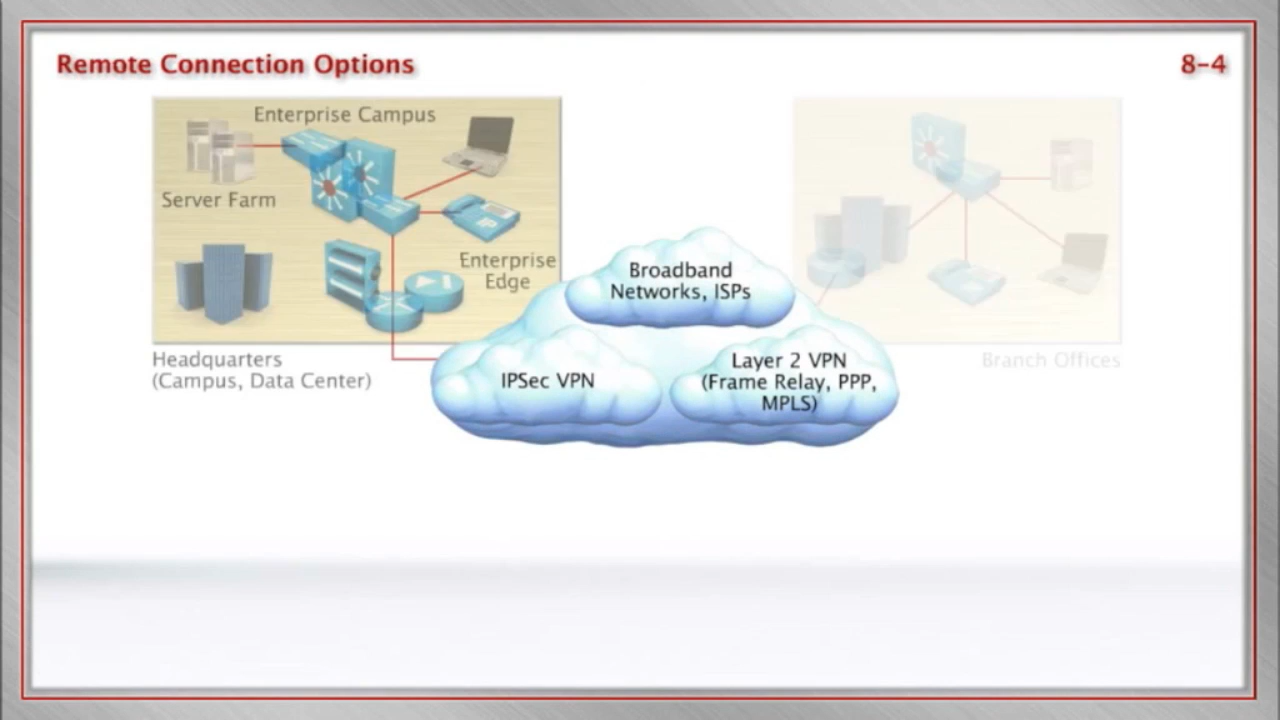 Remote Connection Options
8-4
Enterprise Campus
Server Farm
Enterprise
Edge
IP
Headquarters
(Campus, Data Center)
Broadband
Networks, ISPs
IPSec VPN
Layer 2 VPN
(Frame Relay, PPP,
MPLS)
Branch Offices